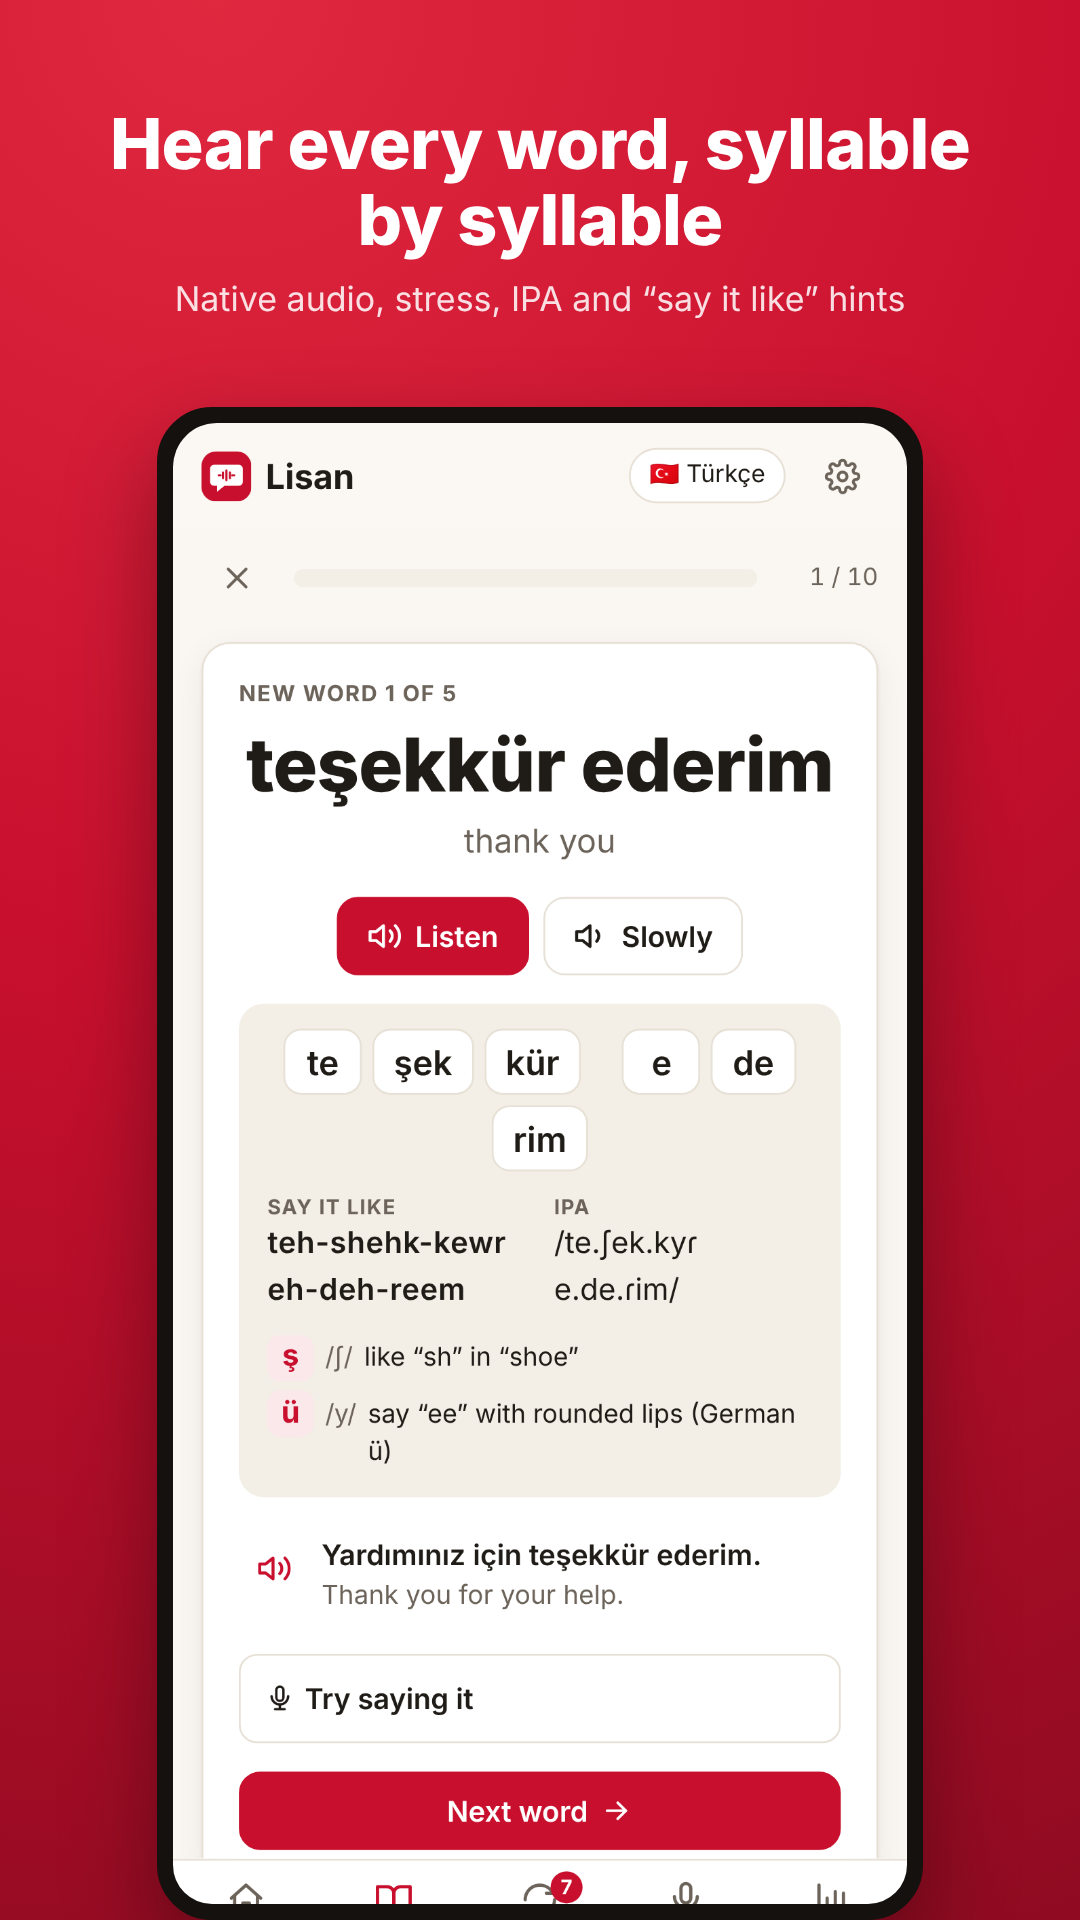 Hear every word, syllable
by syllable
Native audio, stress, IPA and “say it like” hints
Lisan
Türkçe
1 / 10
NEW WORD 1 OF 5
teşekkür ederim
thank you
Listen
Slowly
te şek kür e de
rim
SAY IT LIKE
teh-shehk-kewr
eh-deh-reem
IPA
/te.ʃek.kyɾ
e.de.ɾim/
ş /ʃ/ like “sh” in “shoe”
ü /y/ say “ee” with rounded lips (German
ü)
Yardımınız için teşekkür ederim.
Thank you for your help.
Try saying it
Next word →
7